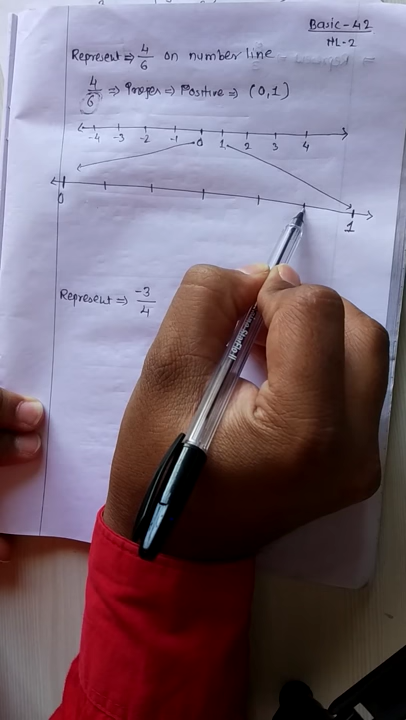 Basic-42
NL-2
Represent ⇒ 4/6 on number line
4/6 ⇒ Proper ⇒ Positive ⇒ (0,1)
-4 -3 -2 -1 0 1 2 3 4
0 1
Represent ⇒ -3/4